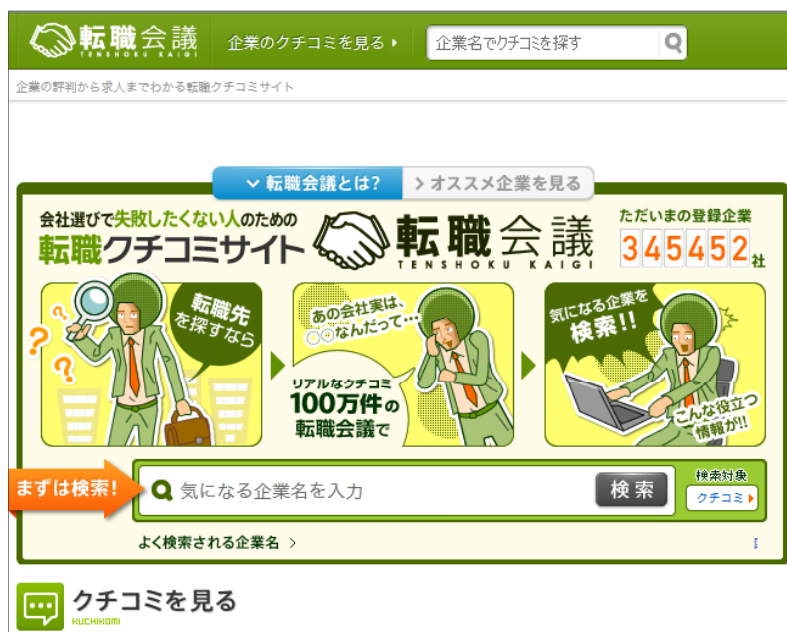 転職会議
TENSHOKU KAIGI
企業のクチコミを見る
企業名でクチコミを探す
企業の評判から求人までわかる転職クチコミサイト
転職会議とは?
オススメ企業を見る
会社選びで失敗したくない人のための
転職クチコミサイト
転職会議
TENSHOKU KAIGI
ただいまの登録企業
345452社
転職先
を探すなら
? ? ?
あの会社実は、
○○なんだって…
リアルなクチコミ
100万件の
転職会議で
気になる企業を
検索!!
こんな役立つ
情報が!!
まずは検索!
気になる企業名を入力
検索
検索対象
クチコミ
よく検索される企業名 >
クチコミを見る
KUCHIKOMI